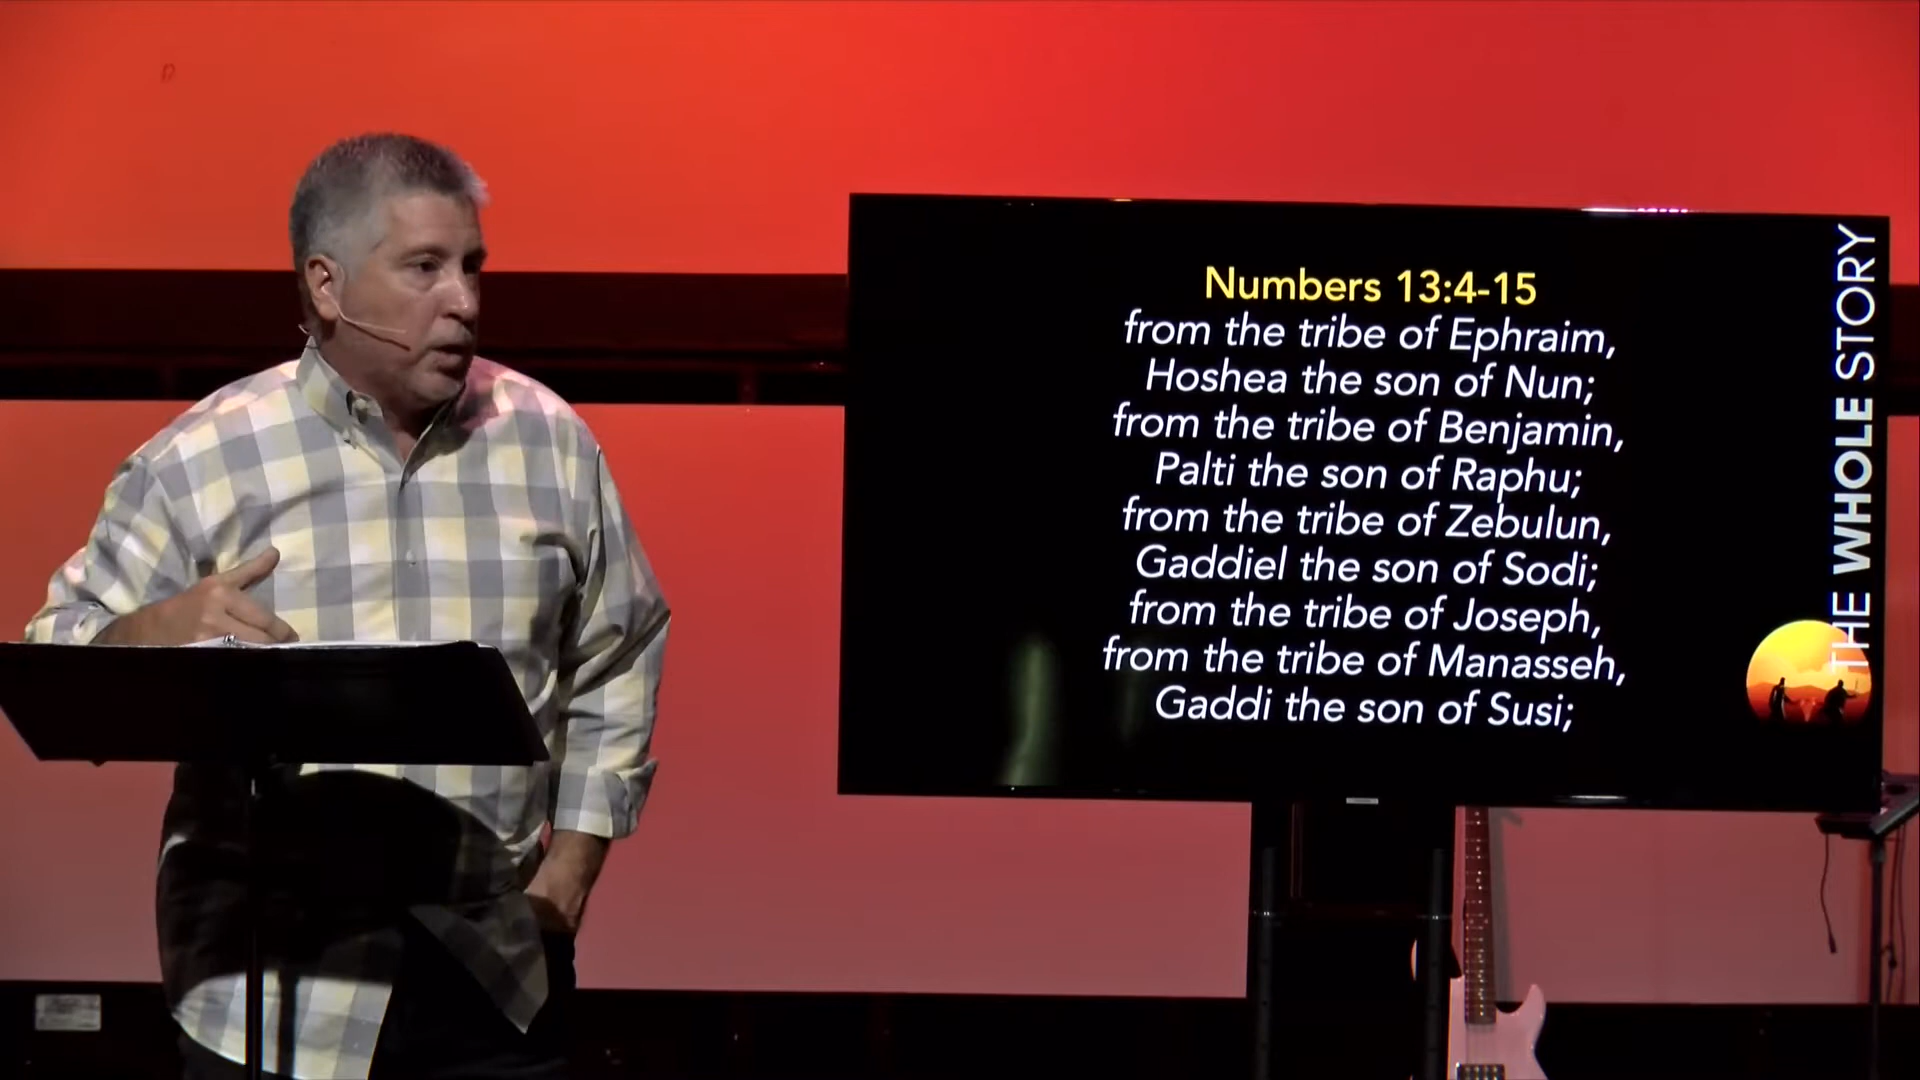 Numbers 13:4-15
from the tribe of Ephraim,
Hoshea the son of Nun;
from the tribe of Benjamin,
Palti the son of Raphu;
from the tribe of Zebulun,
Gaddiel the son of Sodi;
from the tribe of Joseph,
from the tribe of Manasseh,
Gaddi the son of Susi;
THE WHOLE STORY